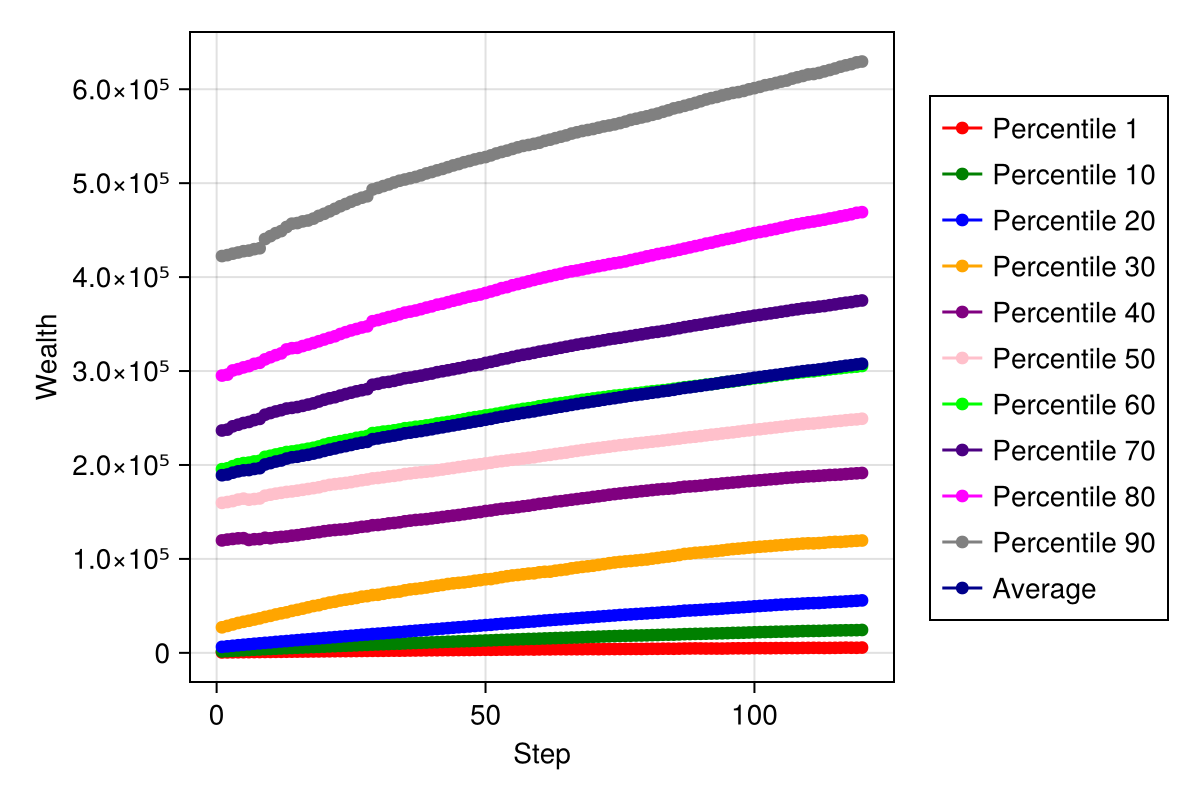 6.0×10⁵
5.0×10⁵
4.0×10⁵
3.0×10⁵
2.0×10⁵
1.0×10⁵
0
Wealth
0 50 100
Step
Percentile 1
Percentile 10
Percentile 20
Percentile 30
Percentile 40
Percentile 50
Percentile 60
Percentile 70
Percentile 80
Percentile 90
Average